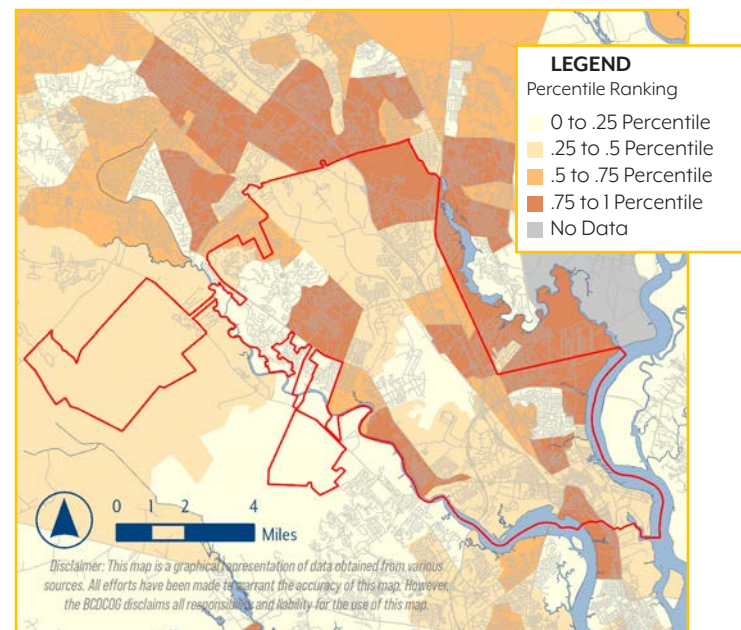 LEGEND
Percentile Ranking
0 to .25 Percentile
.25 to .5 Percentile
.5 to .75 Percentile
.75 to 1 Percentile
No Data
0 1 2 4
Miles
Disclaimer: This map is a graphical representation of data obtained from various
sources. All efforts have been made to warrant the accuracy of this map. However,
the BCDCOG disclaims all responsibility and liability for the use of this map.